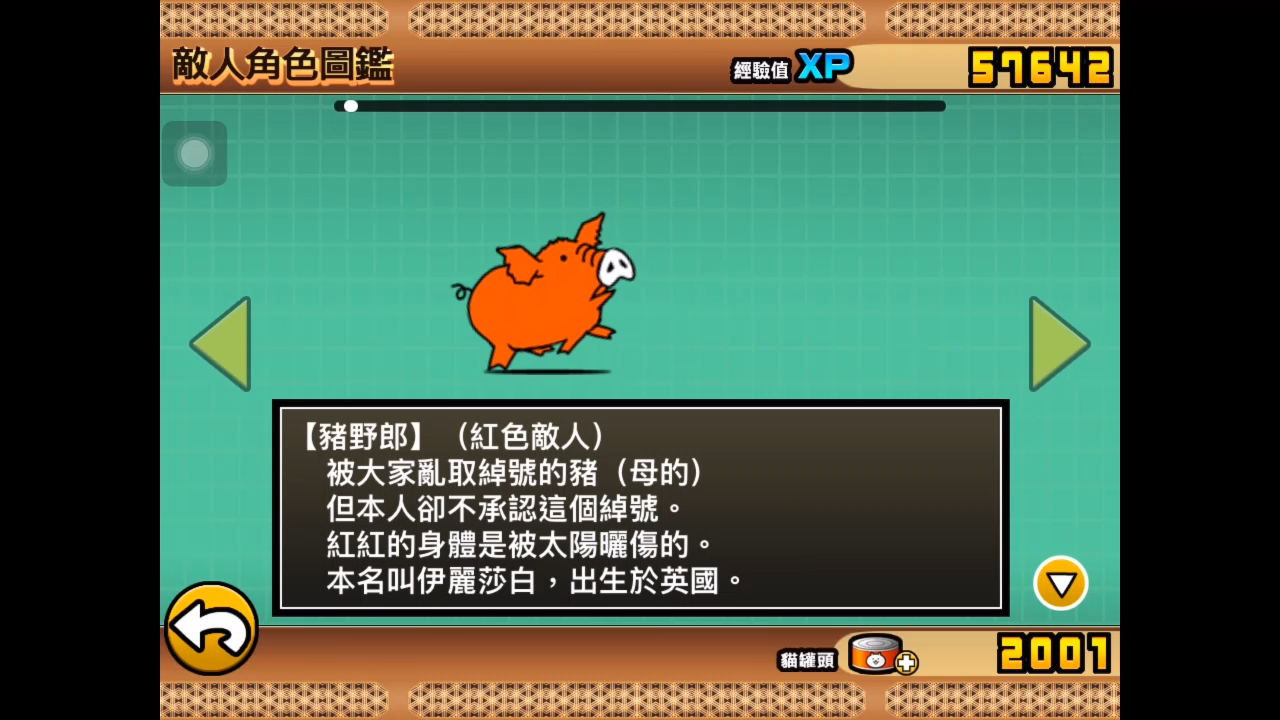 敵人角色圖鑑
經驗值 XP 57642
【豬野郎】（紅色敵人）
被大家亂取綽號的豬（母的）
但本人卻不承認這個綽號。
紅紅的身體是被太陽曬傷的。
本名叫伊麗莎白，出生於英國。
貓罐頭 2001